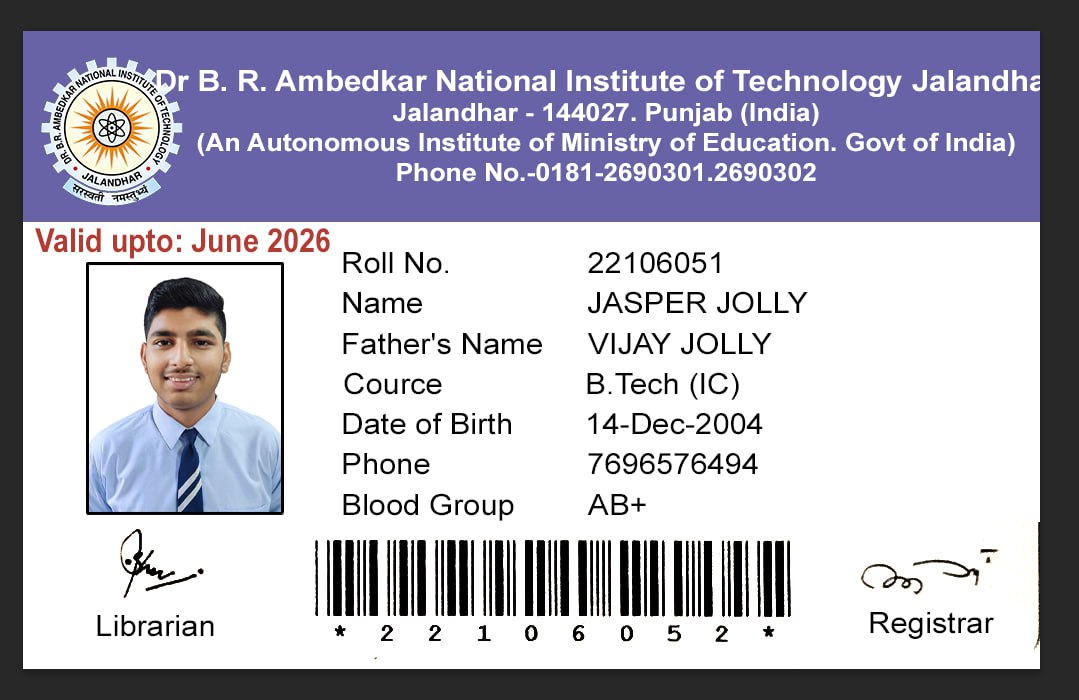 Dr B. R. Ambedkar National Institute of Technology Jalandha
Jalandhar - 144027. Punjab (India)
(An Autonomous Institute of Ministry of Education. Govt of India)
Phone No.-0181-2690301.2690302
DR. B. R. AMBEDKAR NATIONAL INSTITUTE OF TECHNOLOGY
JALANDHAR
सरस्वती नमस्तुभ्यं
Valid upto: June 2026
Roll No. 22106051
Name JASPER JOLLY
Father's Name VIJAY JOLLY
Cource B.Tech (IC)
Date of Birth 14-Dec-2004
Phone 7696576494
Blood Group AB+
* 2 2 1 0 6 0 5 2 *
Librarian
Registrar